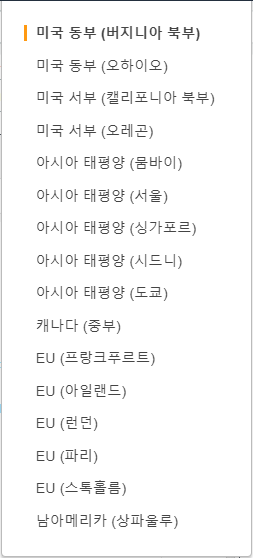 미국 동부 (버지니아 북부)
미국 동부 (오하이오)
미국 서부 (캘리포니아 북부)
미국 서부 (오레곤)
아시아 태평양 (뭄바이)
아시아 태평양 (서울)
아시아 태평양 (싱가포르)
아시아 태평양 (시드니)
아시아 태평양 (도쿄)
캐나다 (중부)
EU (프랑크푸르트)
EU (아일랜드)
EU (런던)
EU (파리)
EU (스톡홀름)
남아메리카 (상파울루)